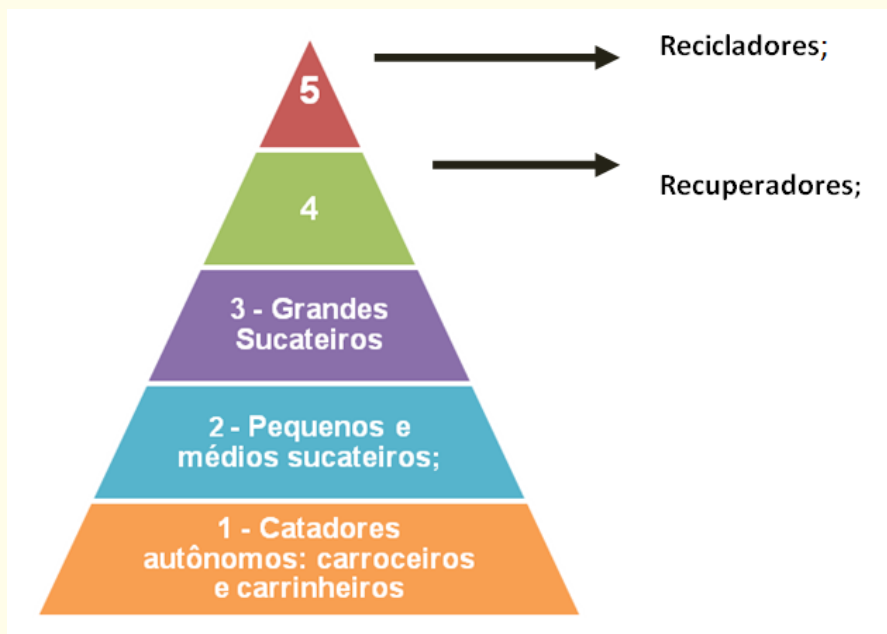 5
Recicladores;
4
Recuperadores;
3 - Grandes
Sucateiros
2 - Pequenos e
médios sucateiros;
1 - Catadores
autônomos: carroceiros
e carrinheiros